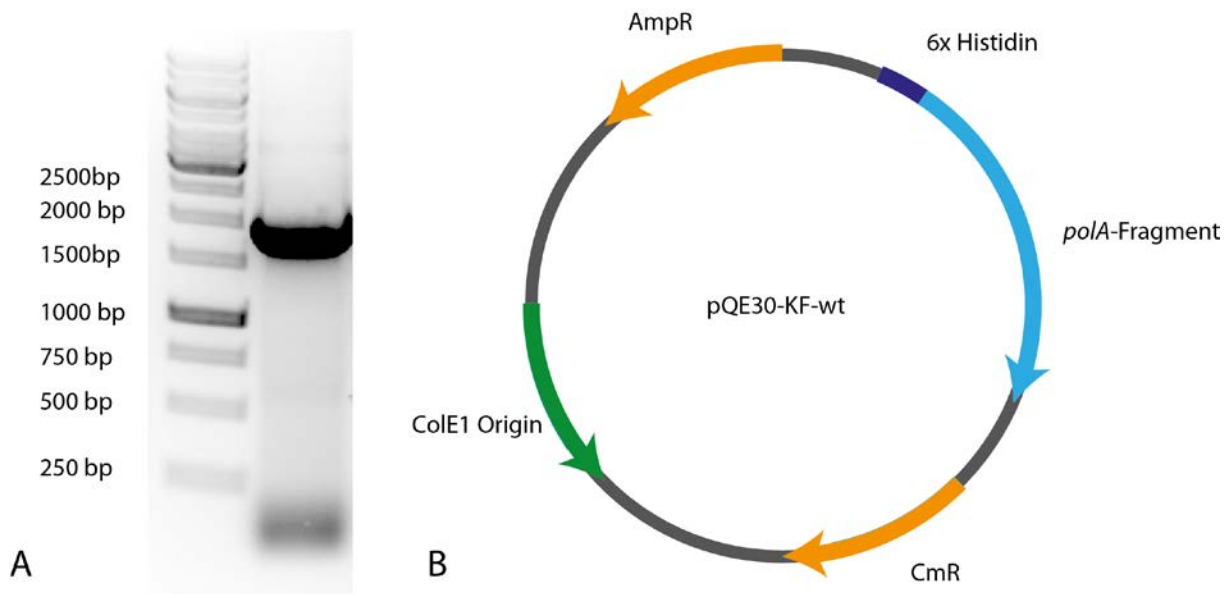 2500bp
2000 bp
1500bp
1000 bp
750 bp
500 bp
250 bp
A
AmpR
6x Histidin
polA-Fragment
pQE30-KF-wt
ColE1 Origin
CmR
B